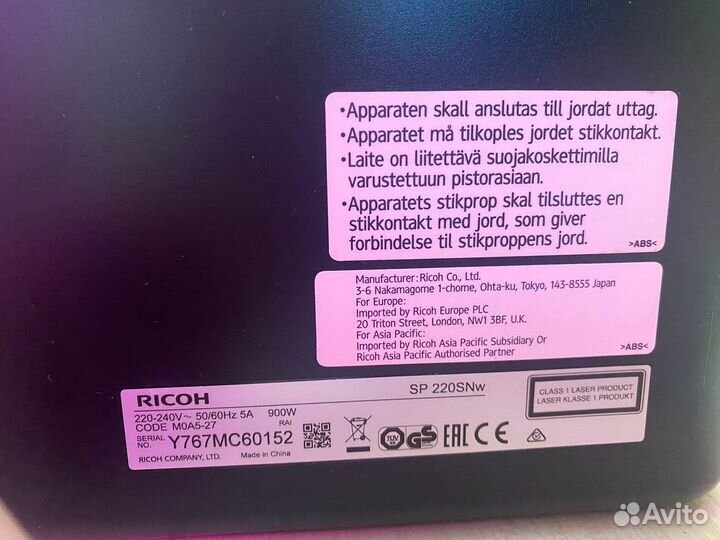 •Apparaten skall anslutas till jordat uttag.
•Apparatet må tilkoples jordet stikkontakt.
•Laite on liitettävä suojakoskettimilla
varustettuun pistorasiaan.
•Apparatets stikprop skal tilsluttes en
stikkontakt med jord, som giver
forbindelse til stikproppens jord.
>ABS<
Manufacturer: Ricoh Co., Ltd.
3-6 Nakamagome 1-chome, Ohta-ku, Tokyo, 143-8555 Japan
For Europe:
Imported by Ricoh Europe PLC
20 Triton Street, London, NW1 3BF, U.K.
For Asia Pacific:
Imported by Ricoh Asia Pacific Subsidiary Or
Ricoh Asia Pacific Authorised Partner
>ABS<
RICOH
SP 220SNw
220-240V~ 50/60Hz 5A 900W
CODE M0A5-27 RAI
SERIAL NO. Y767MC60152
RICOH COMPANY, LTD. Made in China
TÜV GS EAC CE
CLASS 1 LASER PRODUCT
LASER KLASSE 1 PRODUKT
Avito